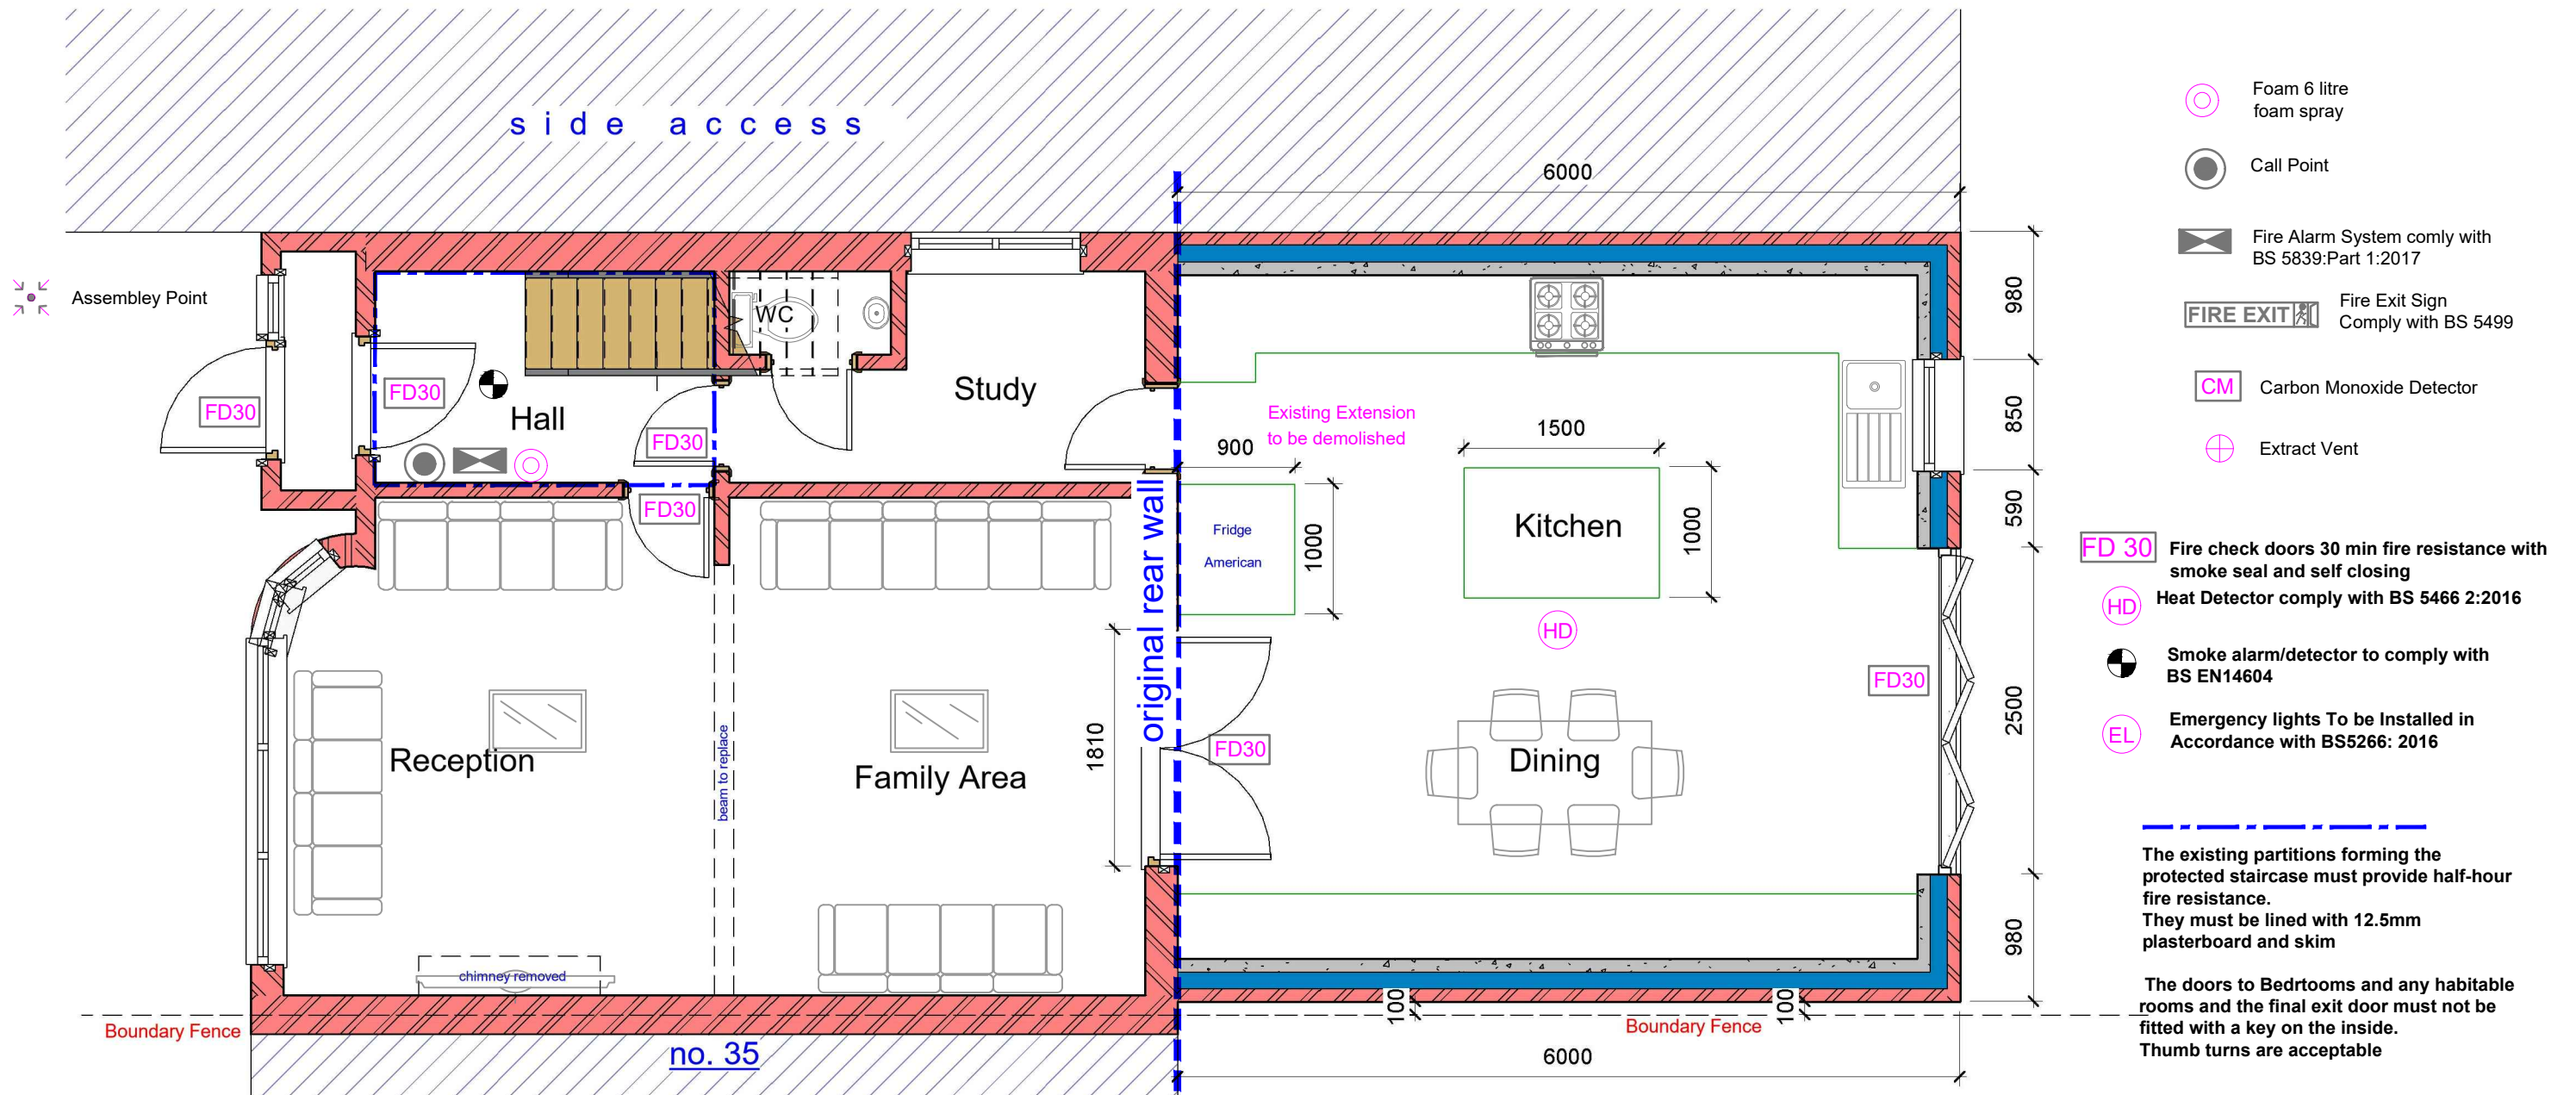 side access
6000
Assembley Point
WC
FD30
FD30
Hall
FD30
FD30
Study
Existing Extension
to be demolished
900
1500
1000
1000
Fridge
American
Kitchen
HD
original rear wall
1810
Reception
beam to replace
Family Area
FD30
Dining
FD30
chimney removed
Boundary Fence
no. 35
100
100
Boundary Fence
6000
980
850
590
2500
980
Foam 6 litre
foam spray
Call Point
Fire Alarm System comly with
BS 5839:Part 1:2017
FIRE EXIT
Fire Exit Sign
Comply with BS 5499
CM
Carbon Monoxide Detector
Extract Vent
FD 30
Fire check doors 30 min fire resistance with
smoke seal and self closing
HD
Heat Detector comply with BS 5466 2:2016
Smoke alarm/detector to comply with
BS EN14604
EL
Emergency lights To be Installed in
Accordance with BS5266: 2016
The existing partitions forming the
protected staircase must provide half-hour
fire resistance.
They must be lined with 12.5mm
plasterboard and skim
The doors to Bedrtooms and any habitable
rooms and the final exit door must not be
fitted with a key on the inside.
Thumb turns are acceptable